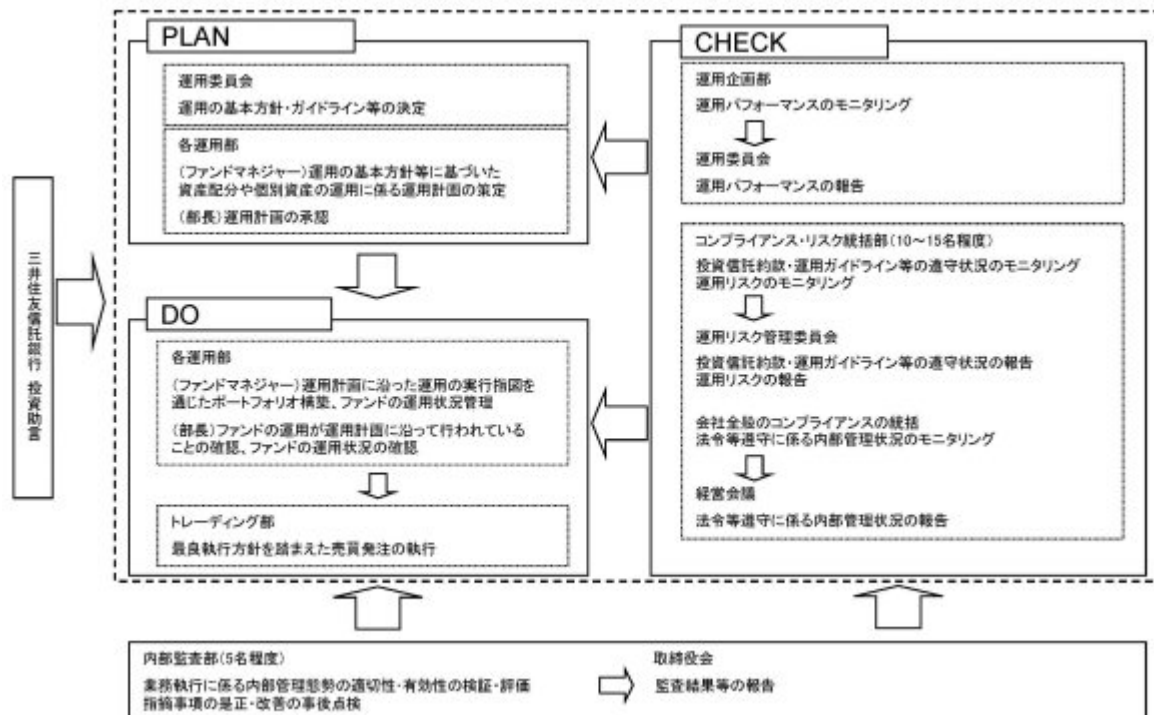 PLAN
運用委員会
運用の基本方針・ガイドライン等の決定
各運用部
(ファンドマネジャー)運用の基本方針等に基づいた
資産配分や個別資産の運用に係る運用計画の策定
(部長)運用計画の承認
三井住友信託銀行 投資助言
DO
各運用部
(ファンドマネジャー)運用計画に沿った運用の実行指図を
通じたポートフォリオ構築、ファンドの運用状況管理
(部長)ファンドの運用が運用計画に沿って行われている
ことの確認、ファンドの運用状況の確認
トレーディング部
最良執行方針を踏まえた売買発注の執行
CHECK
運用企画部
運用パフォーマンスのモニタリング
運用委員会
運用パフォーマンスの報告
コンプライアンス・リスク統括部(10～15名程度)
投資信託約款・運用ガイドライン等の遵守状況のモニタリング
運用リスクのモニタリング
運用リスク管理委員会
投資信託約款・運用ガイドライン等の遵守状況の報告
運用リスクの報告
会社全般のコンプライアンスの統括
法令等遵守に係る内部管理状況のモニタリング
経営会議
法令等遵守に係る内部管理状況の報告
内部監査部(5名程度)
業務執行に係る内部管理態勢の適切性・有効性の検証・評価
指摘事項の是正・改善の事後点検
取締役会
監査結果等の報告